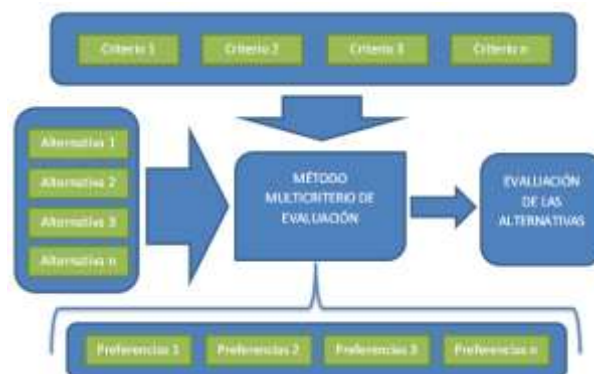 Criterio 1 Criterio 2 Criterio 3 Criterio n
Alternativa 1
Alternativa 2
Alternativa 3
Alternativa n
MÉTODO
MULTICRITERIO DE
EVALUACIÓN
EVALUACIÓN
DE LAS
ALTERNATIVAS
Preferencias 1 Preferencias 2 Preferencias 3 Preferencias n